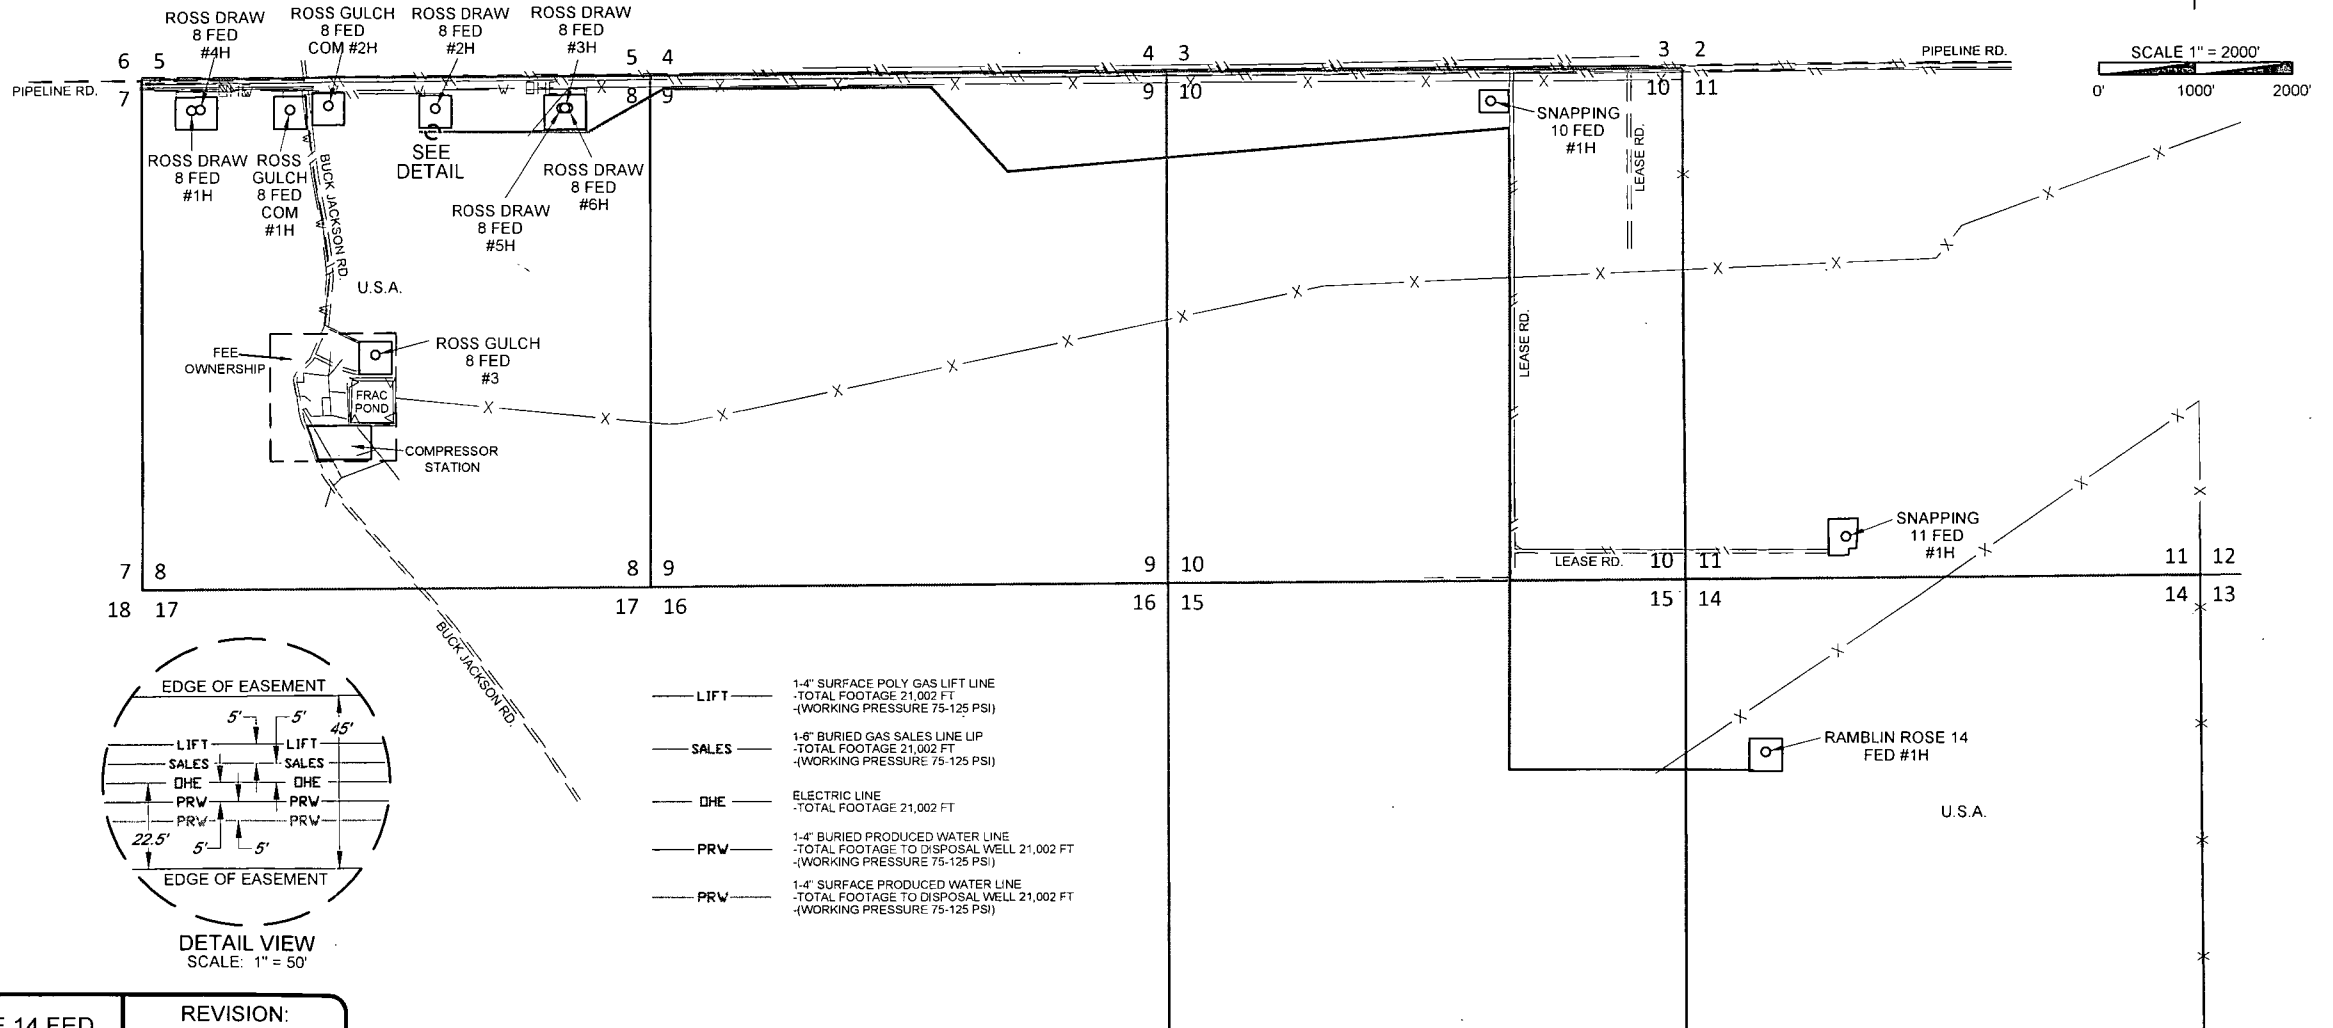 ROSS DRAW
8 FED
#4H
ROSS GULCH
8 FED
COM #2H
ROSS DRAW
8 FED
#2H
ROSS DRAW
8 FED
#3H
6 5
5 4
4 3
3 2
PIPELINE RD.
SCALE 1" = 2000'
0' 1000' 2000'
PIPELINE RD.
7
8 9
9 10
10 11
ROSS DRAW
8 FED
#1H
ROSS
GULCH
8 FED
COM
#1H
BUCK JACKSON RD.
SEE
DETAIL
ROSS DRAW
8 FED
#5H
ROSS DRAW
8 FED
#6H
SNAPPING
10 FED
#1H
LEASE RD.
U.S.A.
LEASE RD.
FEE
OWNERSHIP
ROSS GULCH
8 FED
#3
FRAC
POND
COMPRESSOR
STATION
SNAPPING
11 FED
#1H
LEASE RD.
7 8
8 9
9 10
10 11
11 12
18 17
17 16
16 15
15 14
14 13
BUCK JACKSON RD.
RAMBLIN ROSE 14
FED #1H
U.S.A.
EDGE OF EASEMENT
5' 5'
45'
LIFT LIFT
SALES SALES
OHE OHE
PRW PRW
PRW PRW
22.5'
5' 5'
EDGE OF EASEMENT
DETAIL VIEW
SCALE: 1" = 50'
LIFT
1-4" SURFACE POLY GAS LIFT LINE
-TOTAL FOOTAGE 21,002 FT
-(WORKING PRESSURE 75-125 PSI)
SALES
1-6" BURIED GAS SALES LINE LIP
-TOTAL FOOTAGE 21,002 FT
-(WORKING PRESSURE 75-125 PSI)
OHE
ELECTRIC LINE
-TOTAL FOOTAGE 21,002 FT
PRW
1-4" BURIED PRODUCED WATER LINE
-TOTAL FOOTAGE TO DISPOSAL WELL 21,002 FT
-(WORKING PRESSURE 75-125 PSI)
PRW
1-4" SURFACE PRODUCED WATER LINE
-TOTAL FOOTAGE TO DISPOSAL WELL 21,002 FT
-(WORKING PRESSURE 75-125 PSI)
14 FED
REVISION: